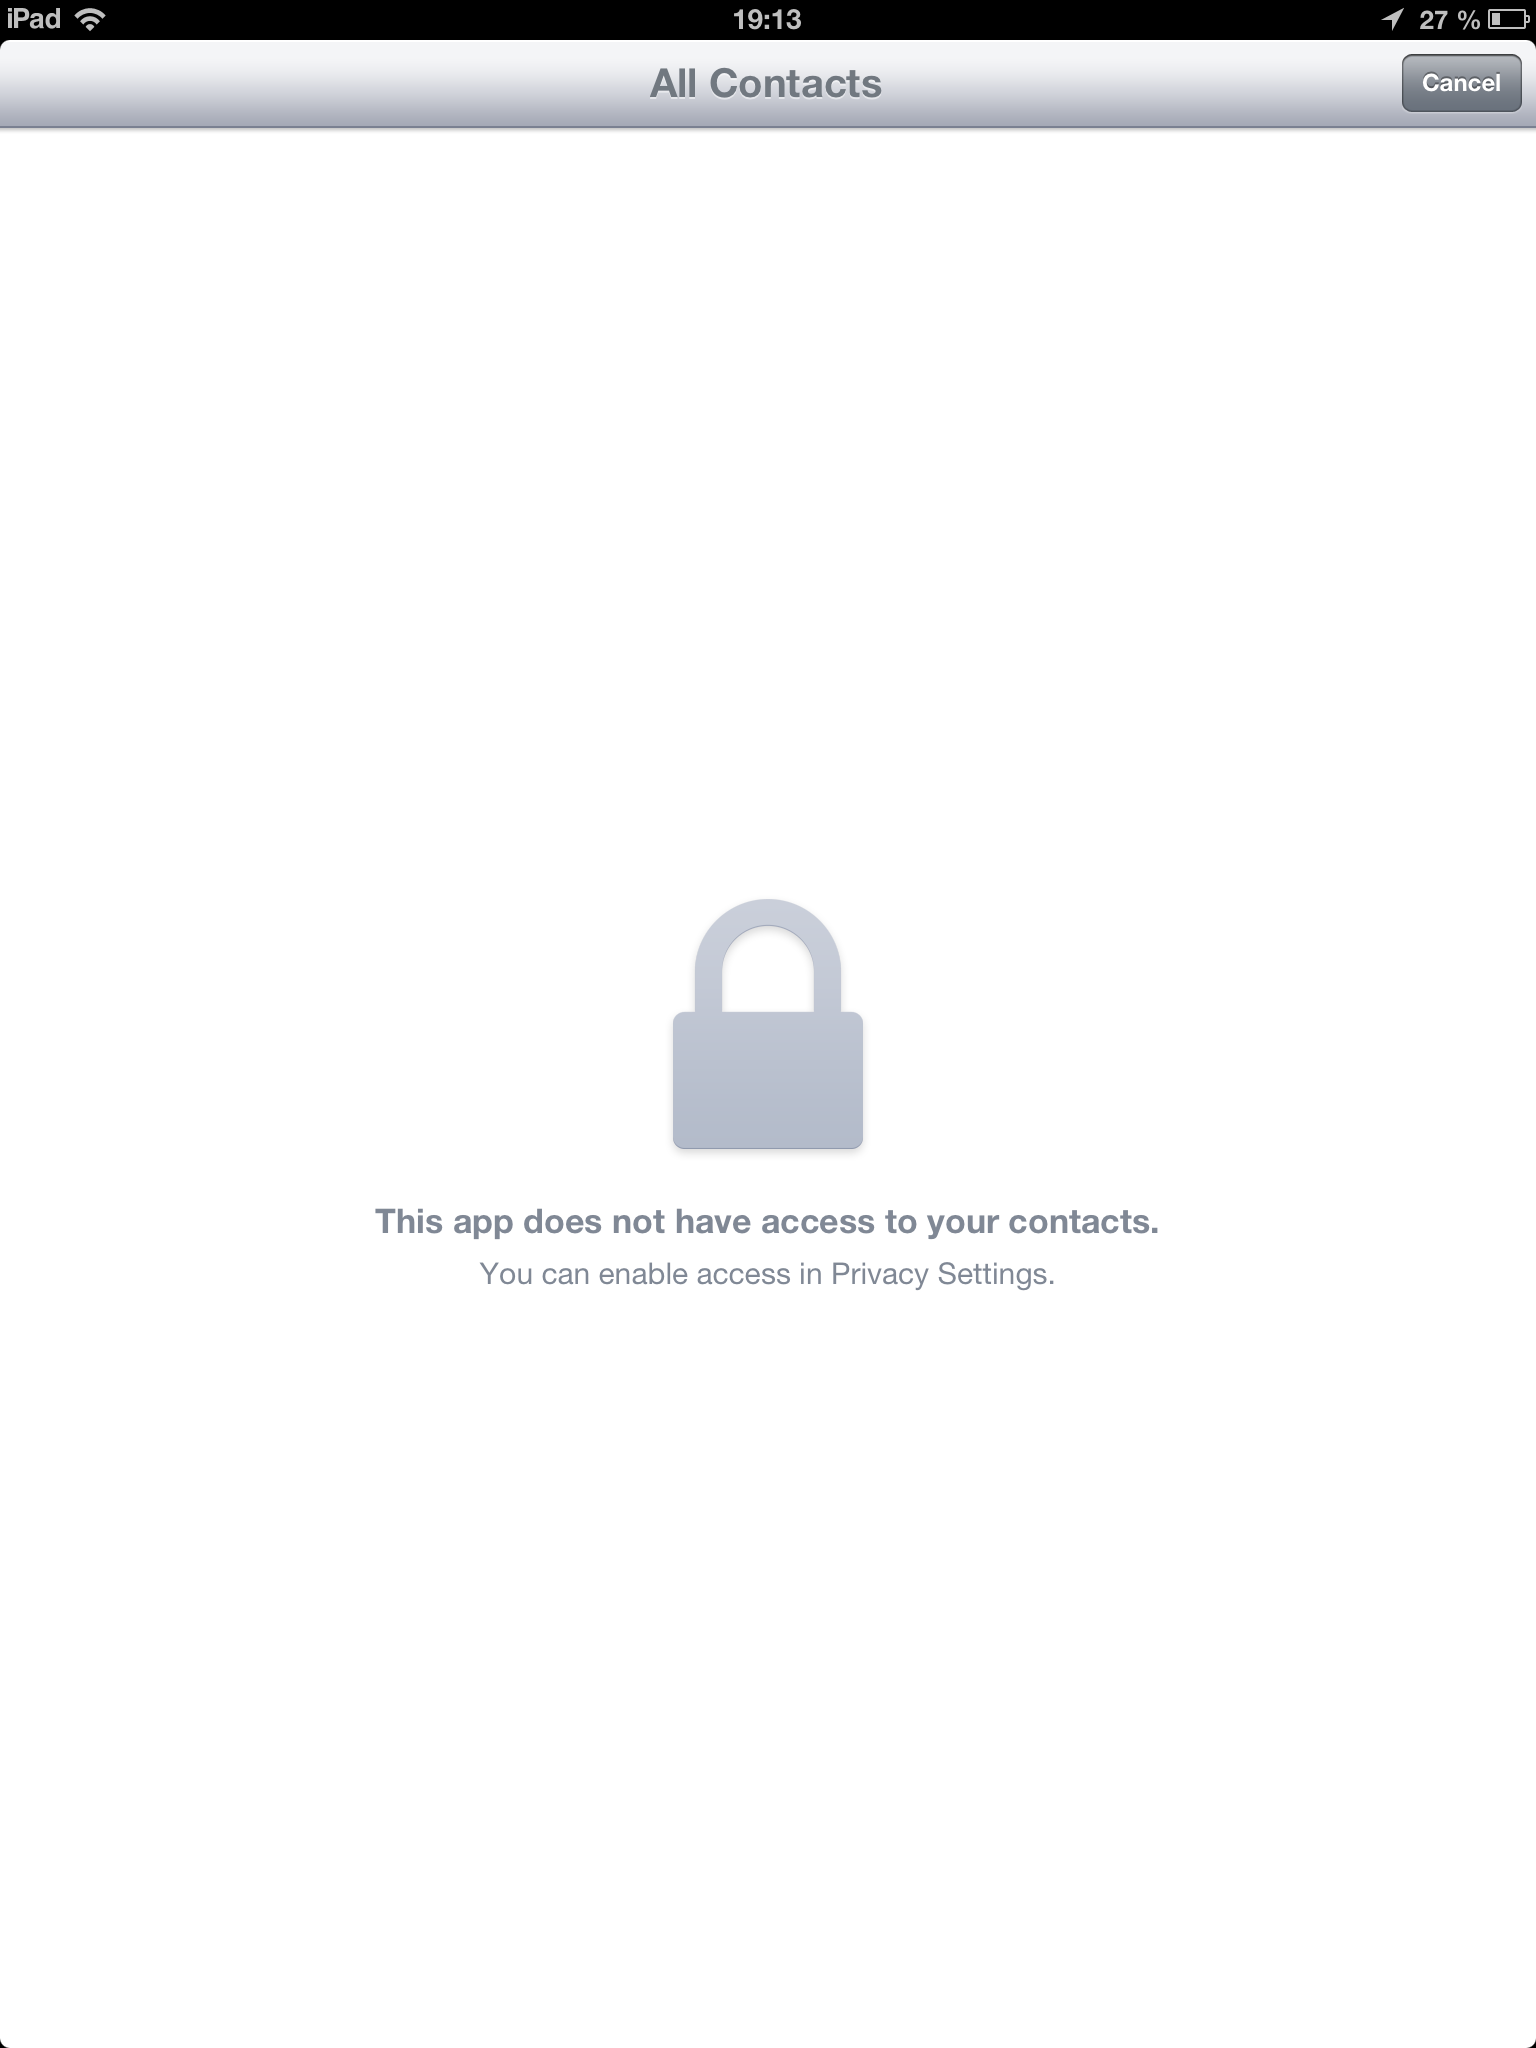 iPad 19:13 27 %
All Contacts Cancel
This app does not have access to your contacts.
You can enable access in Privacy Settings.